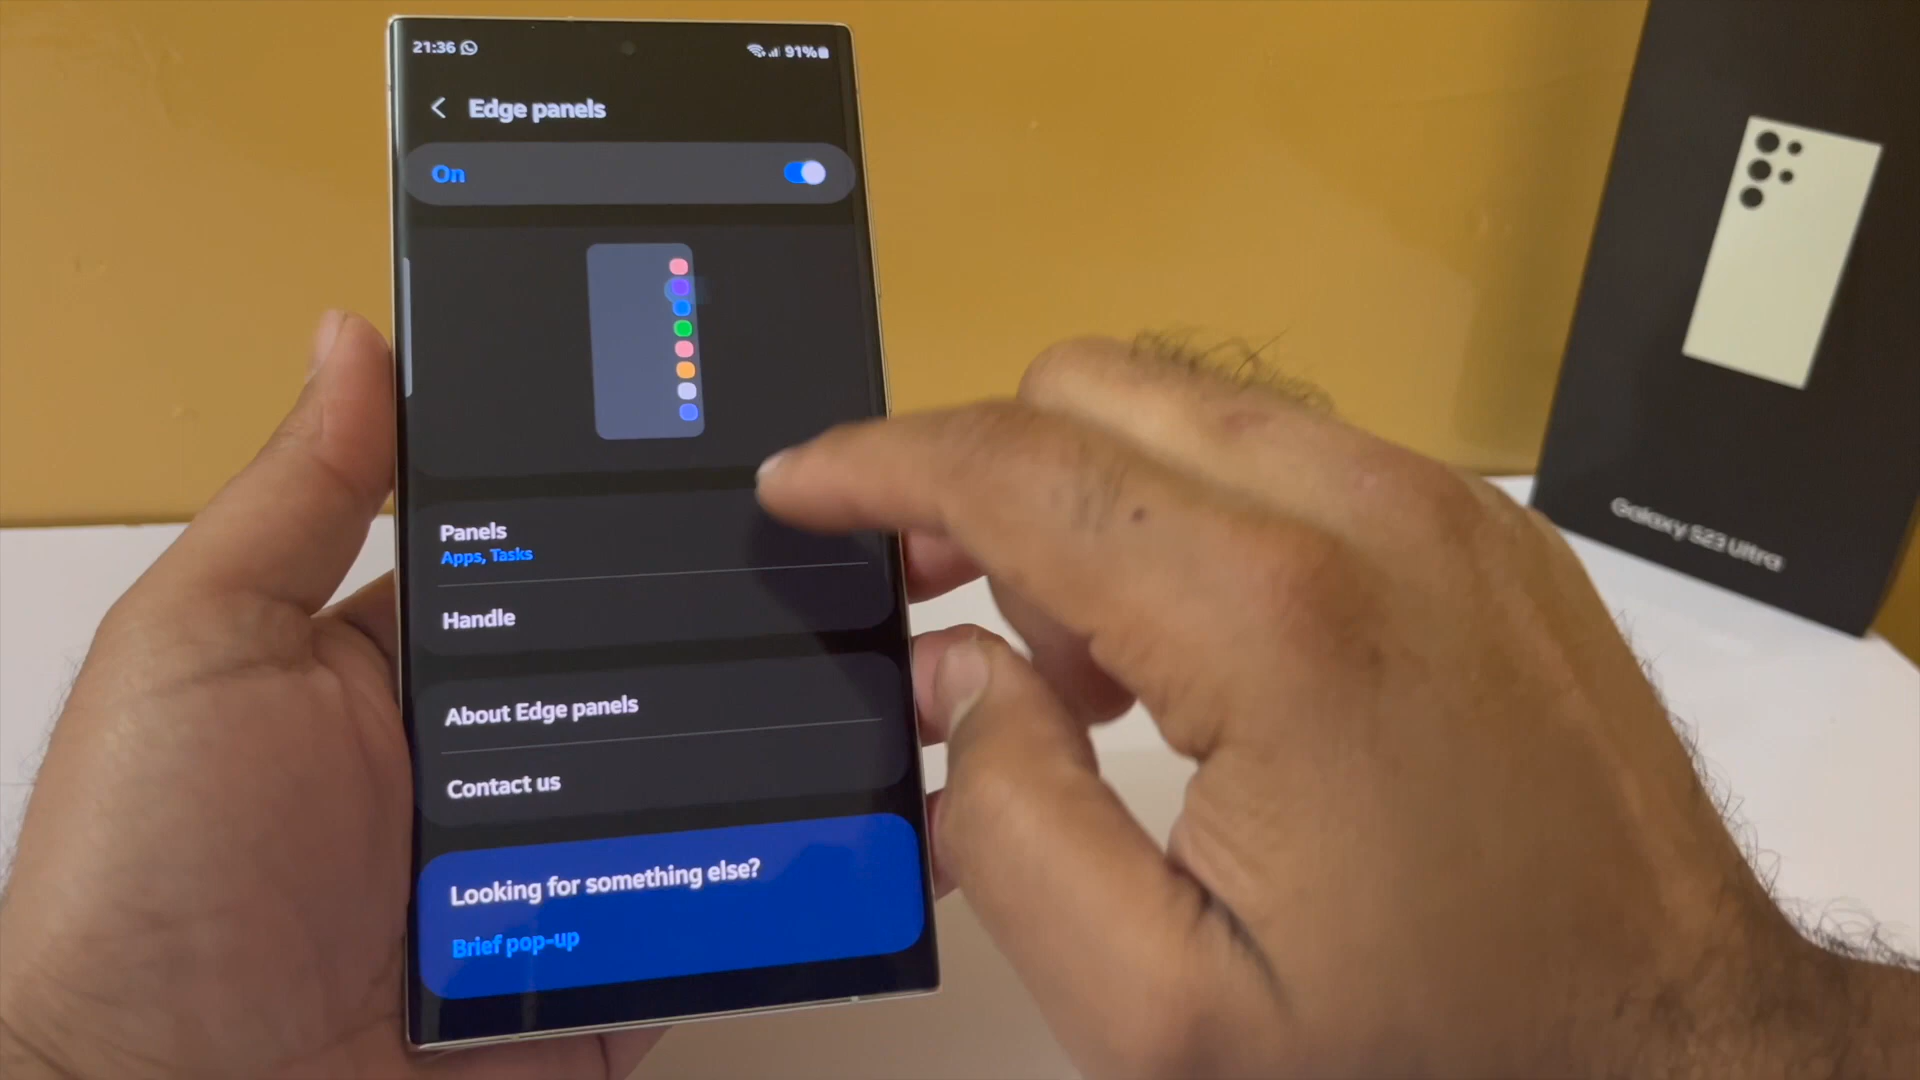 21:36
91%
Edge panels
On
Panels
Apps, Tasks
Handle
About Edge panels
Contact us
Looking for something else?
Brief pop-up
Galaxy S23 Ultra